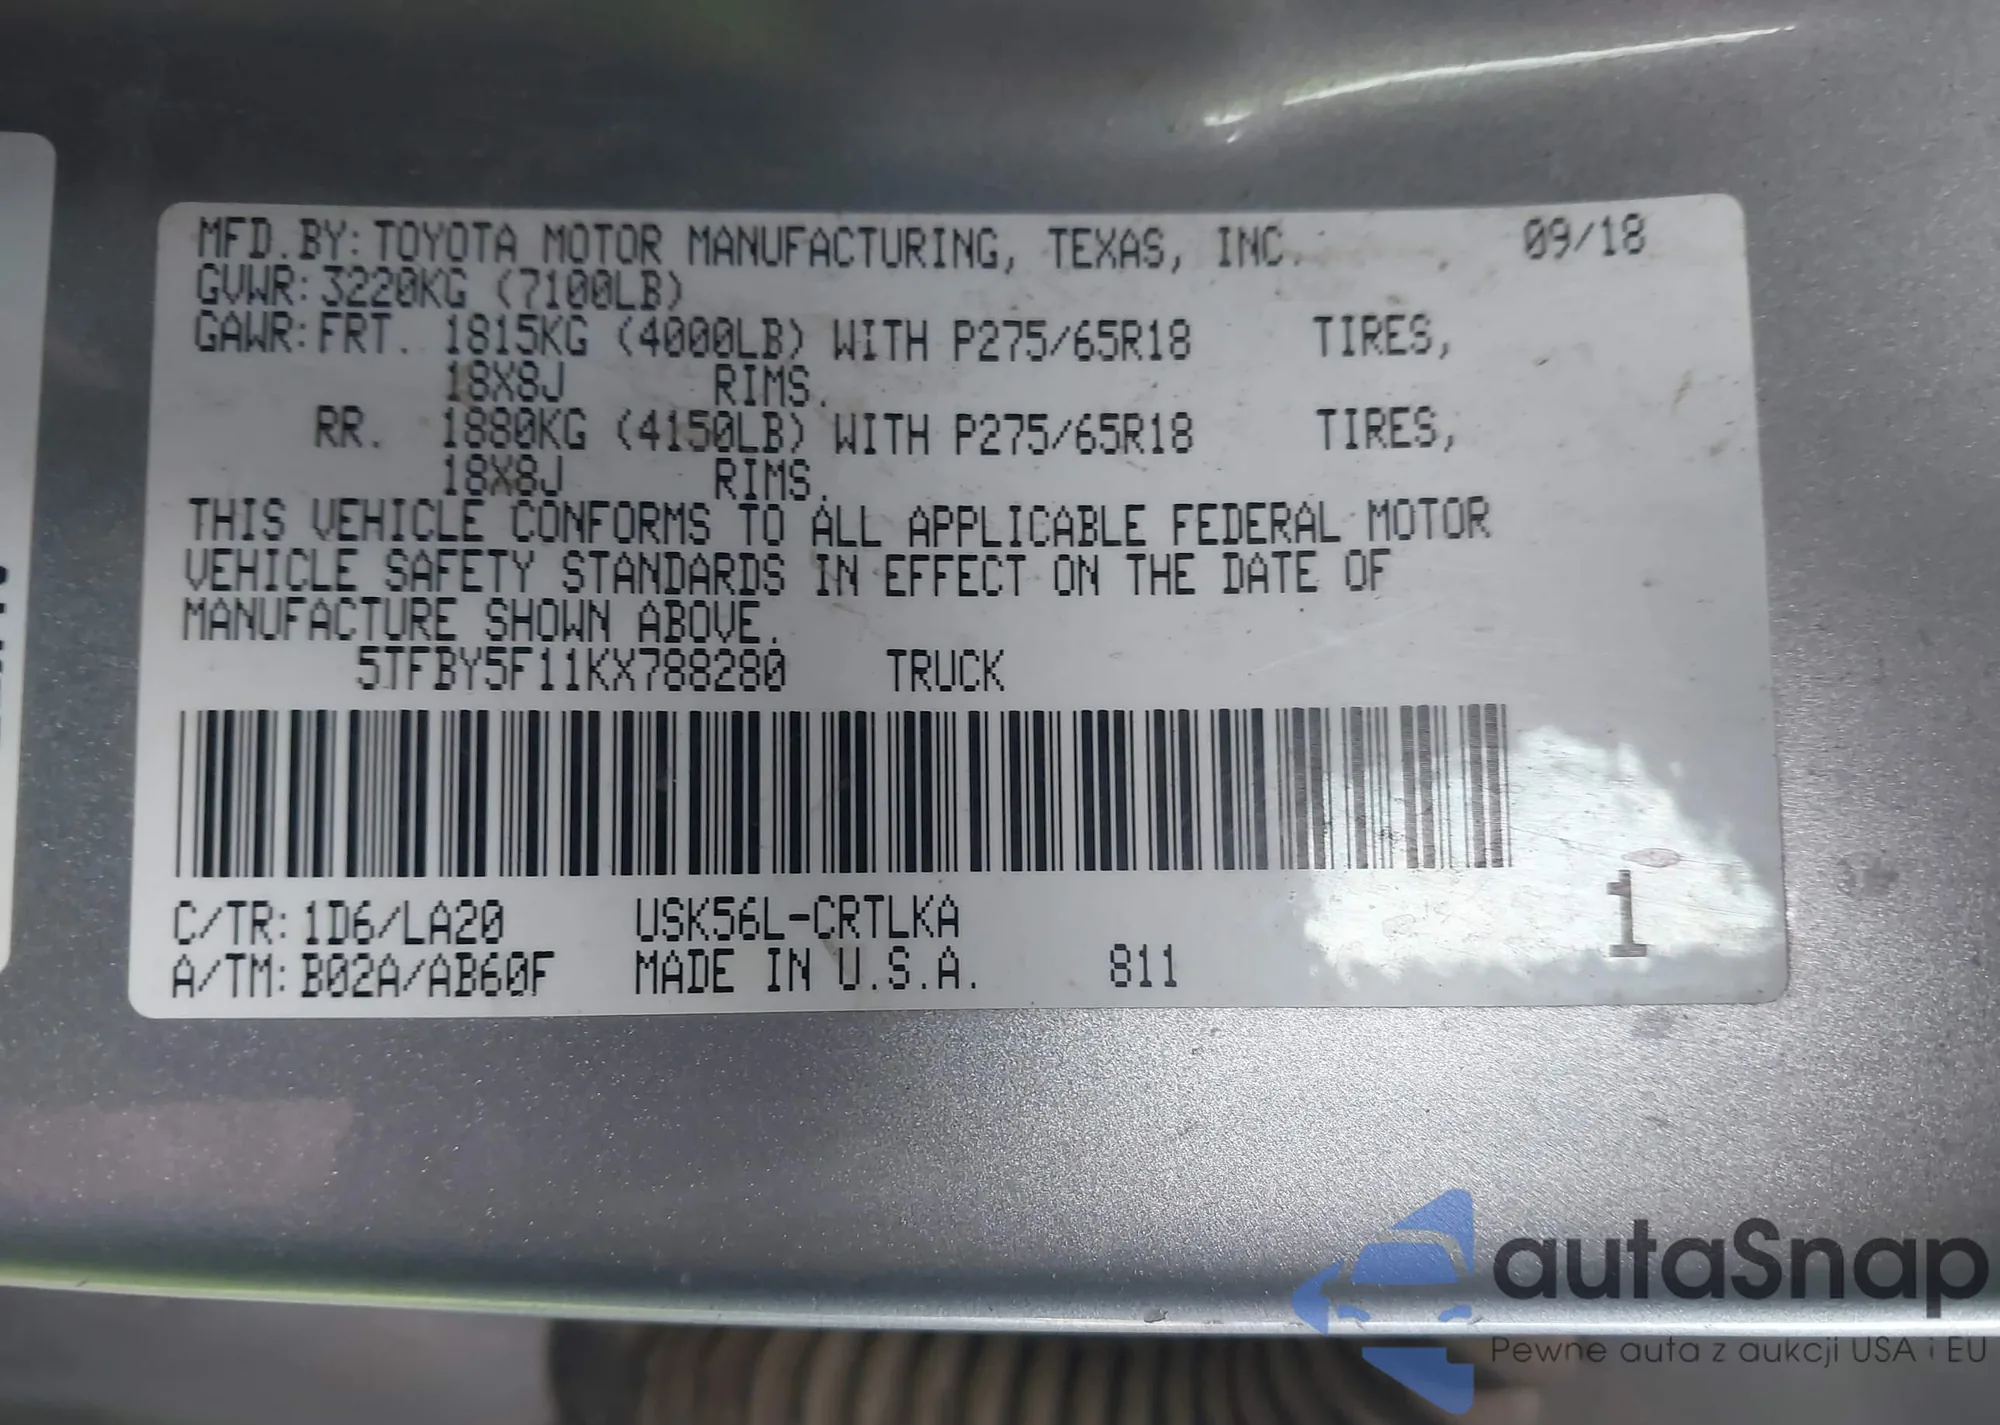 MFD.BY: TOYOTA MOTOR MANUFACTURING, TEXAS, INC. 09/18
GVWR: 3220KG (7100LB)
GAWR: FRT. 1815KG (4000LB) WITH P275/65R18 TIRES,
18X8J RIMS.
RR. 1880KG (4150LB) WITH P275/65R18 TIRES,
18X8J RIMS.
THIS VEHICLE CONFORMS TO ALL APPLICABLE FEDERAL MOTOR
VEHICLE SAFETY STANDARDS IN EFFECT ON THE DATE OF
MANUFACTURE SHOWN ABOVE.
5TFBY5F11KX788280 TRUCK
C/TR: 1D6/LA20 USK56L-CRTLKA
A/TM: B02A/AB60F MADE IN U.S.A. 811
1
autaSnap
Pewne auta z aukcji USA i EU